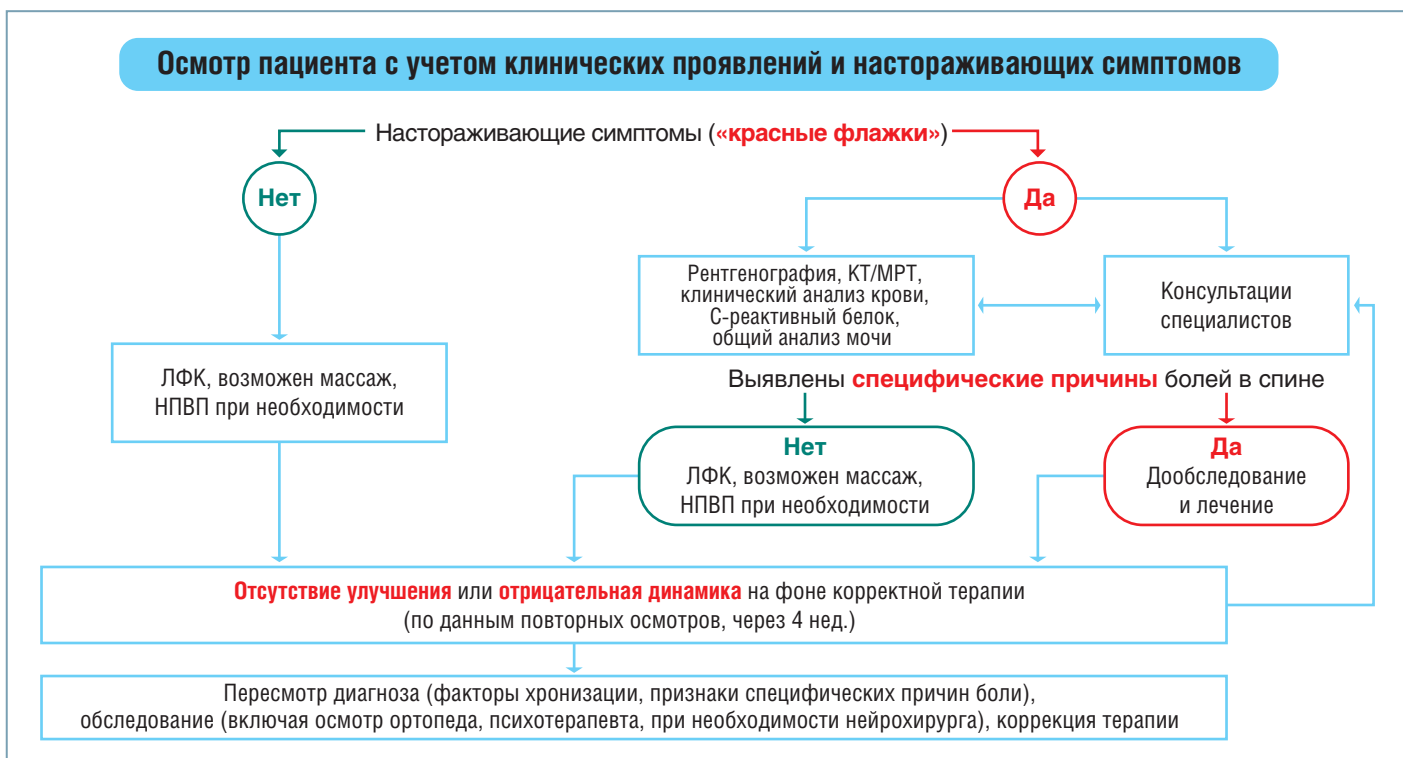 Осмотр пациента с учетом клинических проявлений и настораживающих симптомов
Настораживающие симптомы («красные флажки»)
Нет
Да
Рентгенография, КТ/МРТ,
клинический анализ крови,
С-реактивный белок,
общий анализ мочи
Консультации
специалистов
ЛФК, возможен массаж,
НПВП при необходимости
Выявлены специфические причины болей в спине
Нет
ЛФК, возможен массаж,
НПВП при необходимости
Да
Дообследование
и лечение
Отсутствие улучшения или отрицательная динамика на фоне корректной терапии
(по данным повторных осмотров, через 4 нед.)
Пересмотр диагноза (факторы хронизации, признаки специфических причин боли),
обследование (включая осмотр ортопеда, психотерапевта, при необходимости нейрохирурга), коррекция терапии